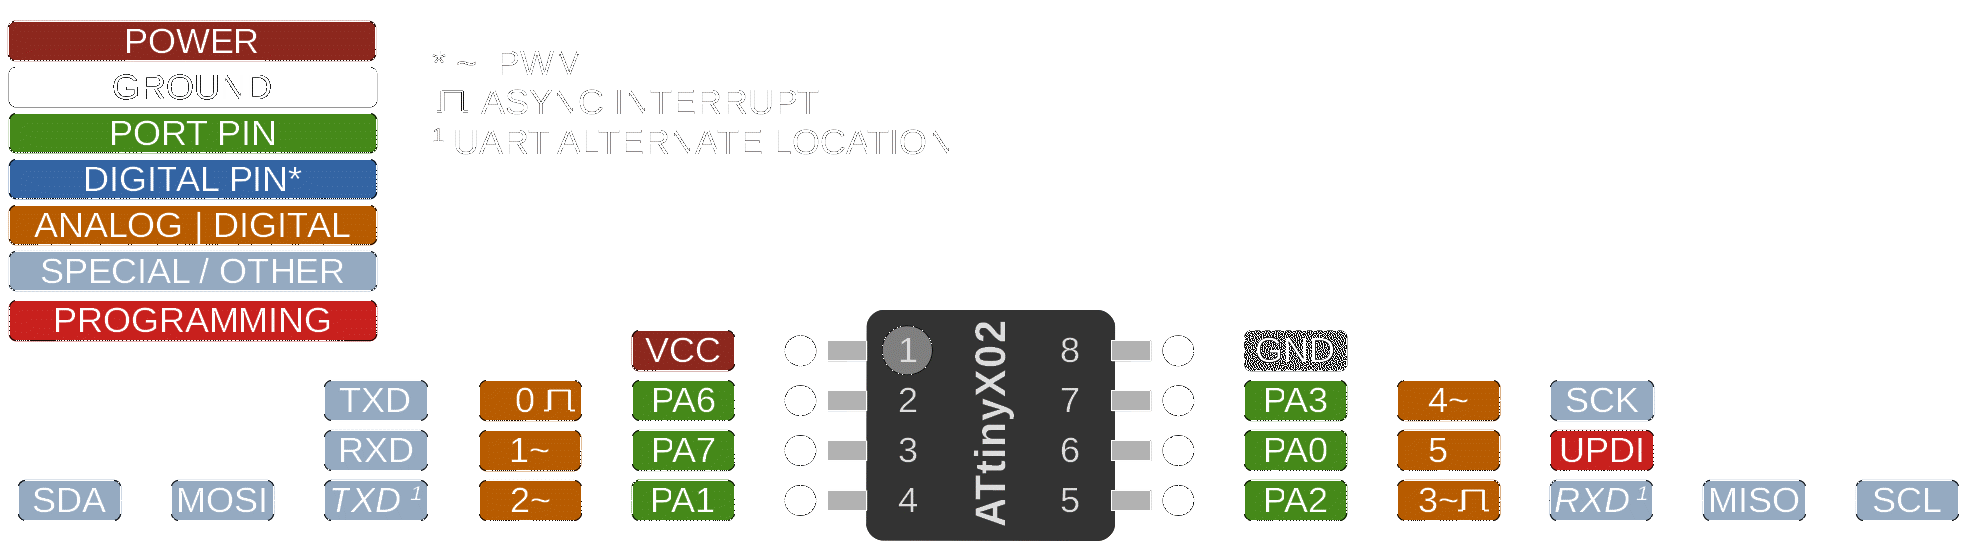 POWER
GROUND
PORT PIN
DIGITAL PIN*
ANALOG | DIGITAL
SPECIAL / OTHER
PROGRAMMING
* ~ PWM
ASYNC INTERRUPT
¹ UART ALTERNATE LOCATION
VCC 1 8 GND
TXD 0 PA6 2 7 PA3 4~ SCK
RXD 1~ PA7 3 6 PA0 5 UPDI
SDA MOSI TXD ¹ 2~ PA1 4 5 PA2 3~ RXD ¹ MISO SCL
ATtinyX02